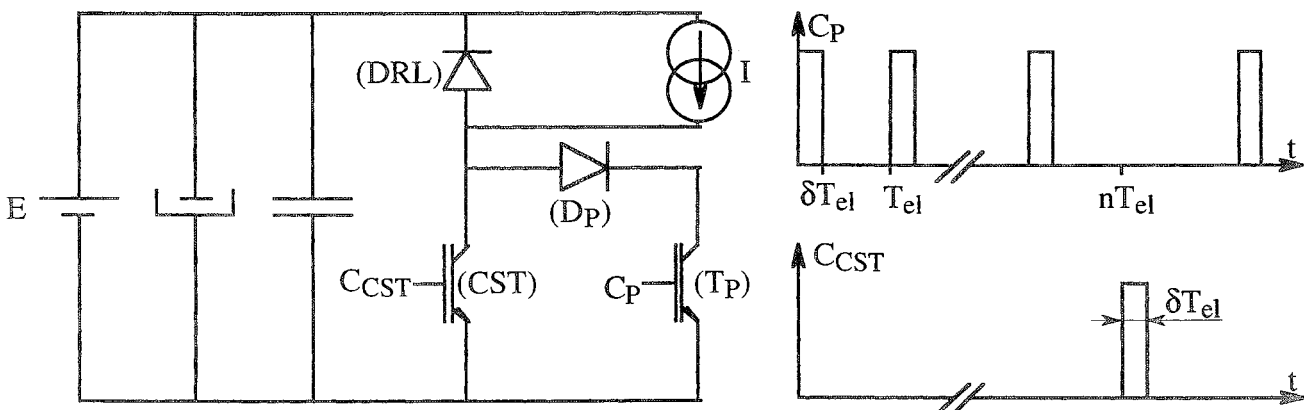 (DRL)
I
E
(DP)
CCST
(CST)
CP
(TP)
CP
t
δTel
Tel
nTel
CCST
δTel
t